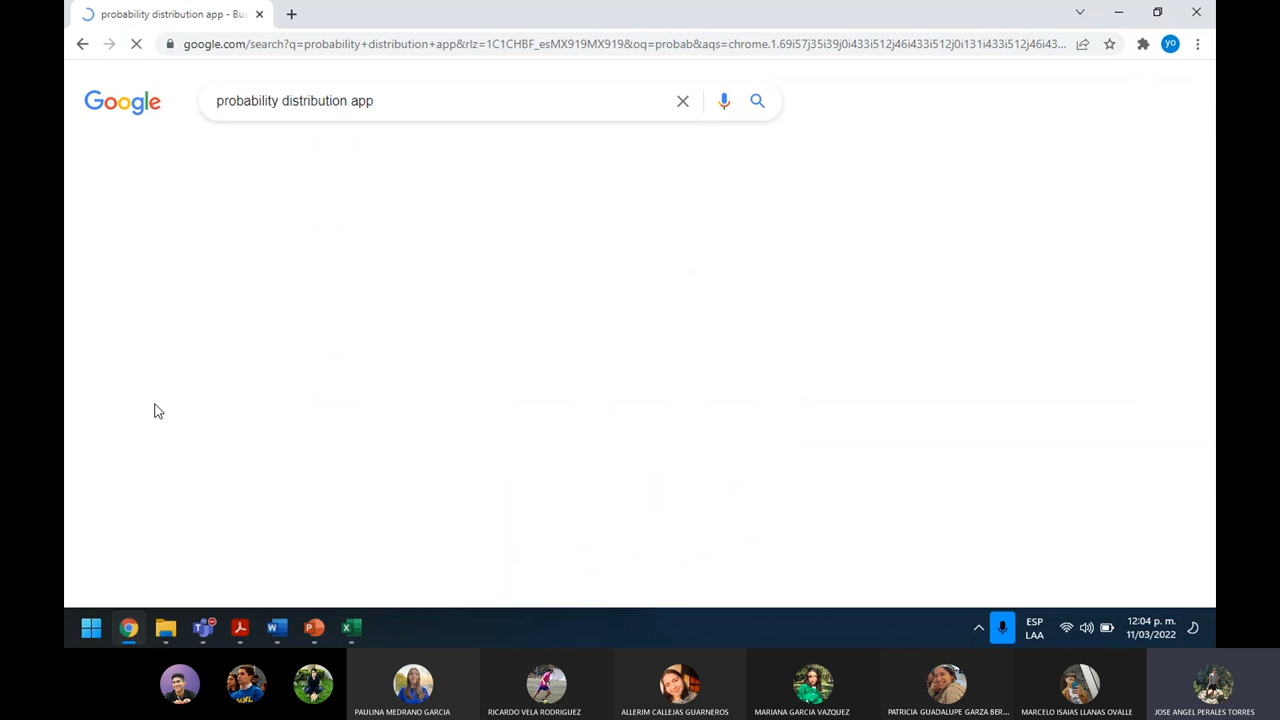 probability distribution app - Bu
google.com/search?q=probability+distribution+app&rlz=1C1CHBF_esMX919MX919&oq=probab&aqs=chrome.1.69i57j35i39j0i433i512j46i433i512j0i131i433i512j46i43...
yo
Google
probability distribution app
ESP
LAA
12:04 p. m.
11/03/2022
PAULINA MEDRANO GARCIA
RICARDO VELA RODRIGUEZ
ALLERIM CALLEJAS GUARNEROS
MARIANA GARCIA VAZQUEZ
PATRICIA GUADALUPE GARZA BER...
MARCELO ISAIAS LLANAS OVALLE
JOSE ANGEL PERALES TORRES